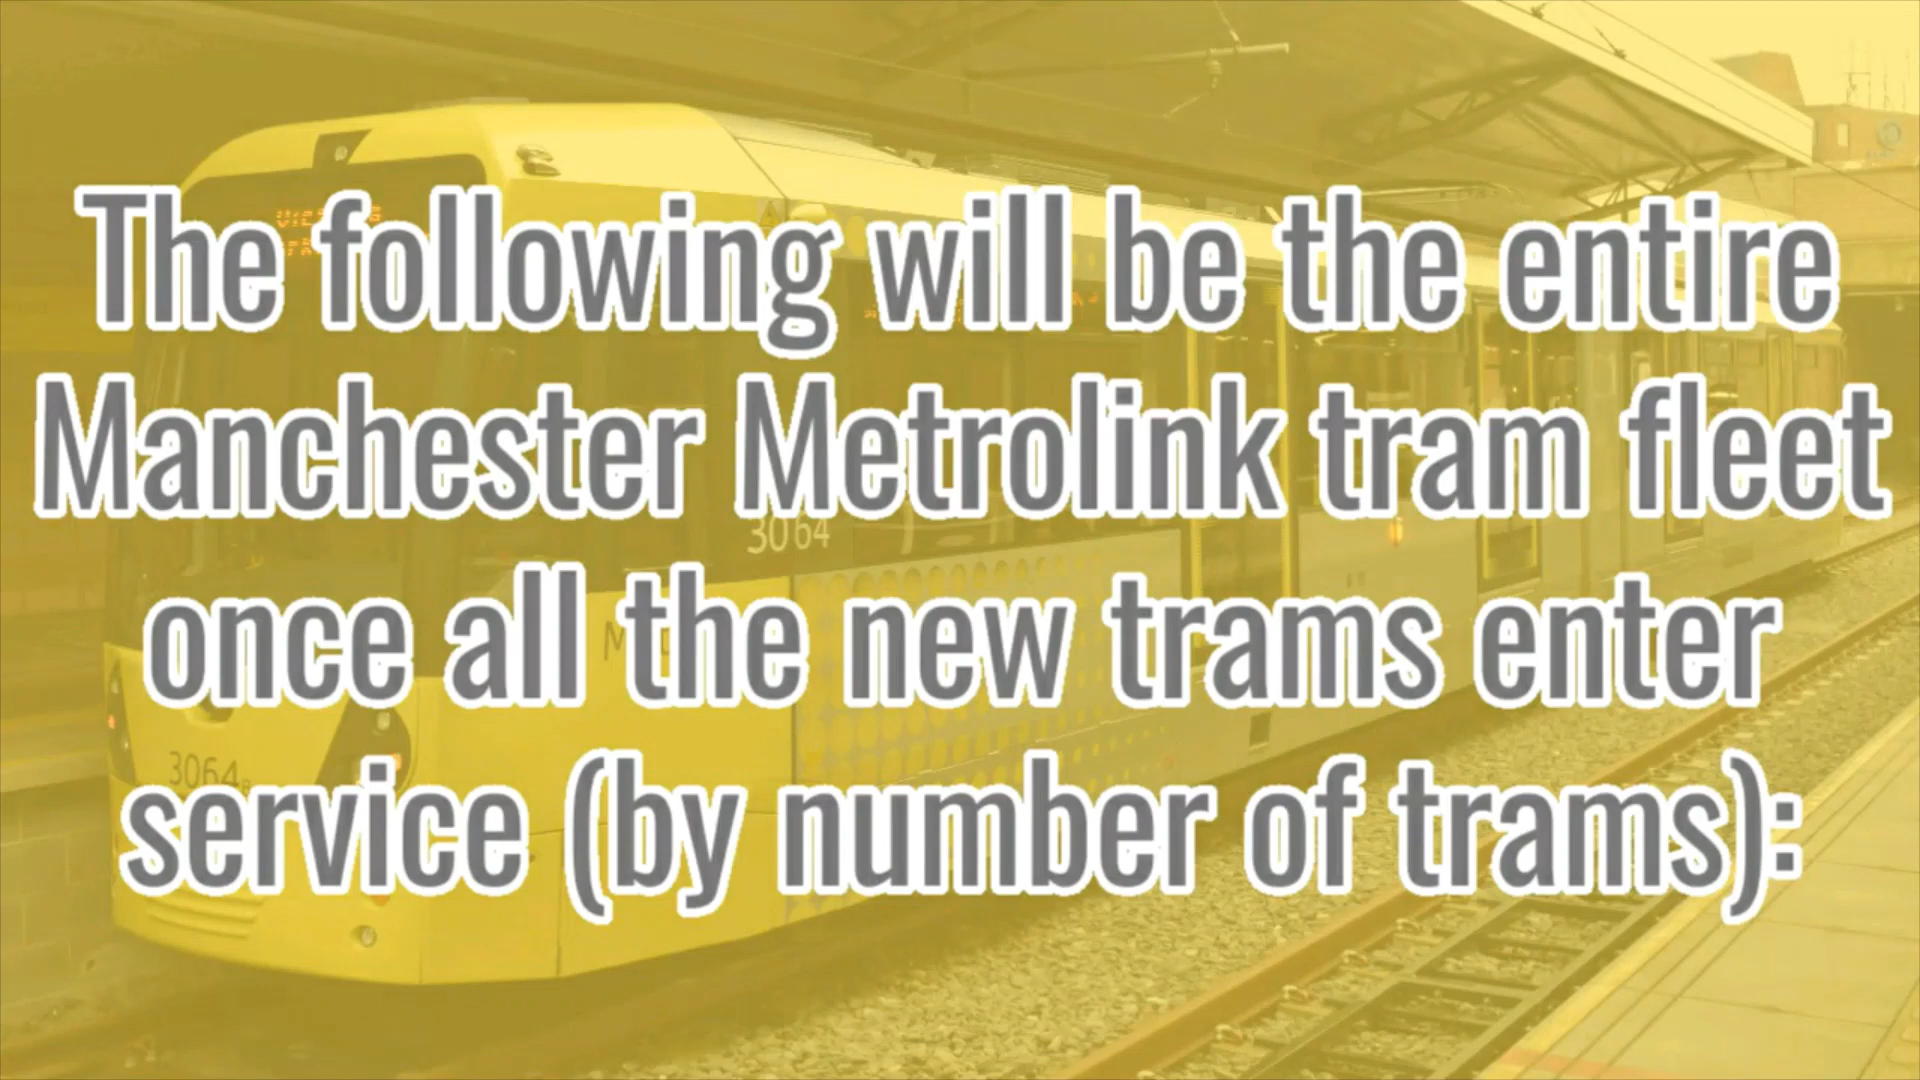 The following will be the entire
Manchester Metrolink tram fleet
once all the new trams enter
service (by number of trams):
3064
3064B